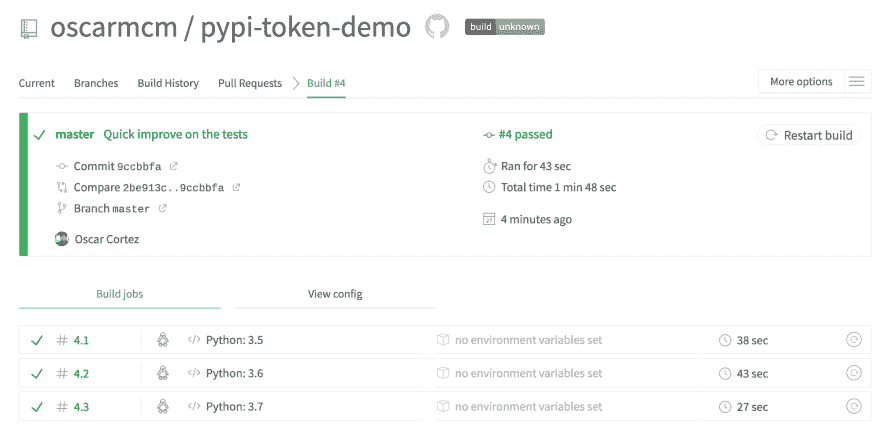 oscarmcm / pypi-token-demo build unknown
Current Branches Build History Pull Requests Build #4 More options
master Quick improve on the tests #4 passed Restart build
Commit 9ccbbfa Ran for 43 sec
Compare 2be913c..9ccbbfa Total time 1 min 48 sec
Branch master 4 minutes ago
Oscar Cortez
Build jobs View config
# 4.1 </> Python: 3.5 no environment variables set 38 sec
# 4.2 </> Python: 3.6 no environment variables set 43 sec
# 4.3 </> Python: 3.7 no environment variables set 27 sec